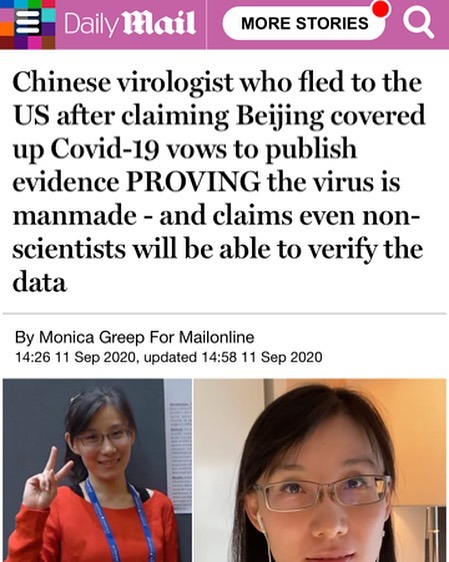 Daily Mail
MORE STORIES
Chinese virologist who fled to the
US after claiming Beijing covered
up Covid-19 vows to publish
evidence PROVING the virus is
manmade - and claims even non-
scientists will be able to verify the
data
By Monica Greep For Mailonline
14:26 11 Sep 2020, updated 14:58 11 Sep 2020